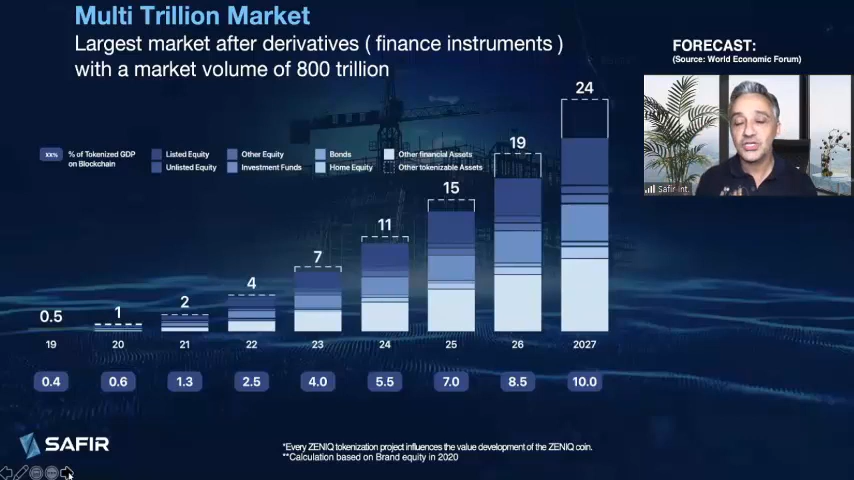 Multi Trillion Market
Largest market after derivatives ( finance instruments )
with a market volume of 800 trillion
FORECAST:
(Source: World Economic Forum)
XX%
% of Tokenized GDP
on Blockchain
Listed Equity
Unlisted Equity
Other Equity
Investment Funds
Bonds
Home Equity
Other financial Assets
Other tokenizable Assets
Safir Int.
0.5
1
2
4
7
11
15
19
24
19
20
21
22
23
24
25
26
2027
0.4
0.6
1.3
2.5
4.0
5.5
7.0
8.5
10.0
SAFIR
*Every ZENIQ tokenization project influences the value development of the ZENIQ coin.
**Calculation based on Brand equity in 2020